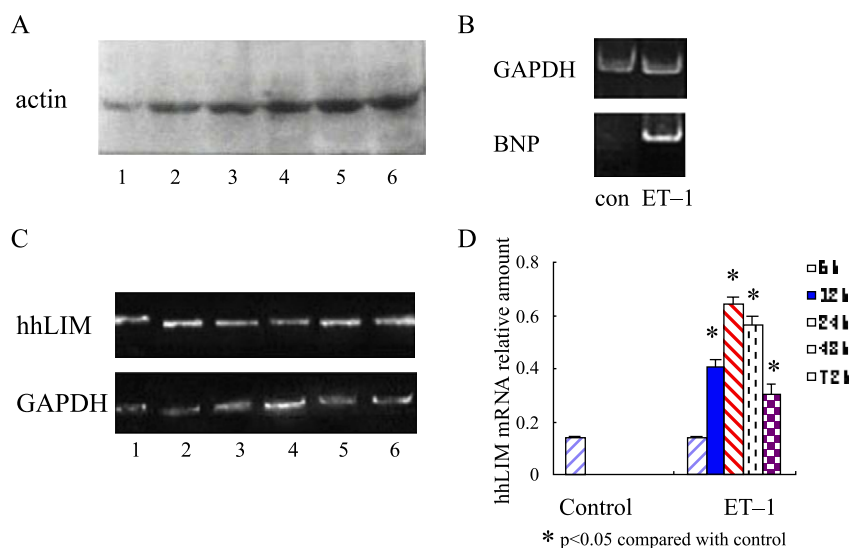 A
actin
1 2 3 4 5 6
B
GAPDH
BNP
con ET–1
C
hhLIM
GAPDH
1 2 3 4 5 6
D
hhLIM mRNA relative amount
0.8
0.6
0.4
0.2
0
* * * *
Control ET–1
* p<0.05 compared with control